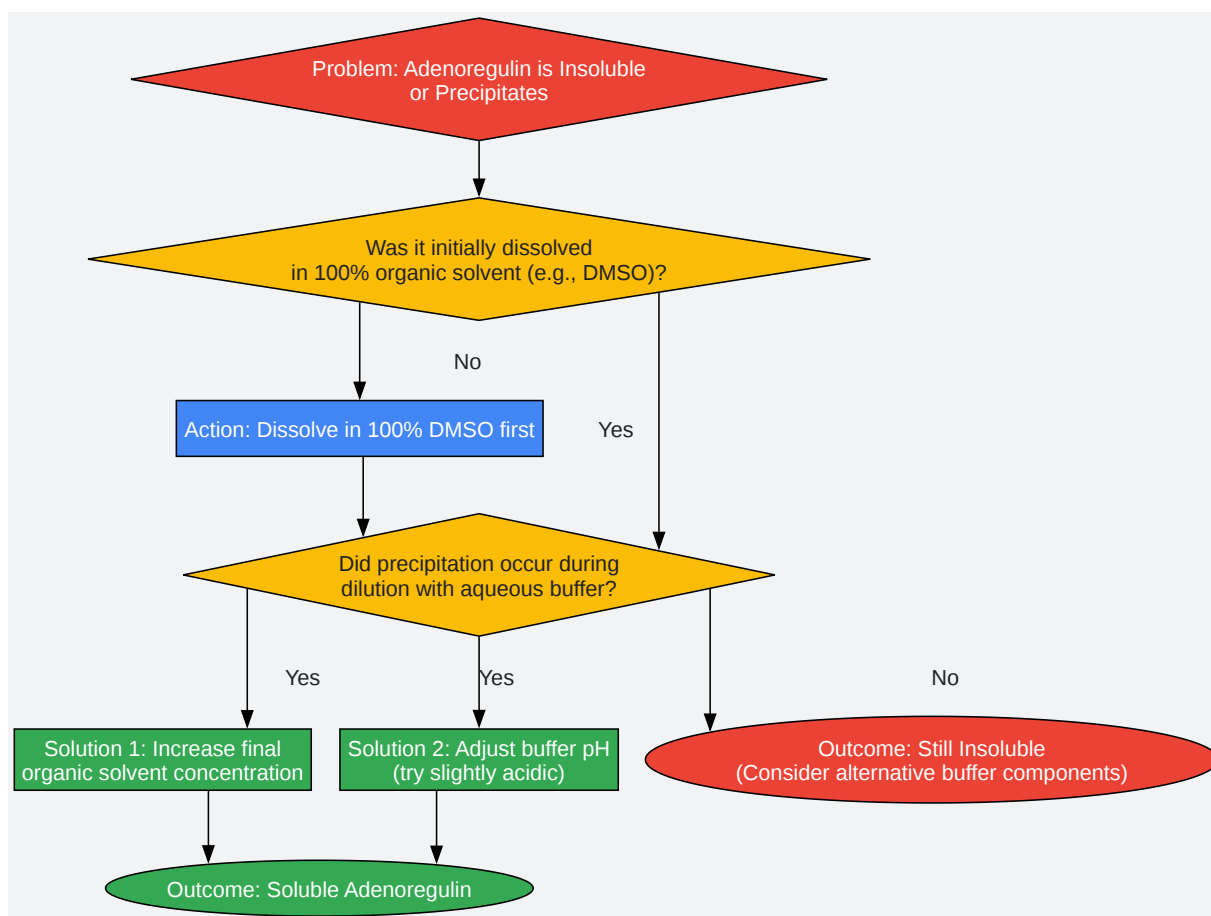 Problem: Adenoregulin is Insoluble
or Precipitates
Was it initially dissolved
in 100% organic solvent (e.g., DMSO)?
No
Action: Dissolve in 100% DMSO first
Yes
Did precipitation occur during
dilution with aqueous buffer?
Yes
Yes
No
Solution 1: Increase final
organic solvent concentration
Solution 2: Adjust buffer pH
(try slightly acidic)
Outcome: Still Insoluble
(Consider alternative buffer components)
Outcome: Soluble Adenoregulin